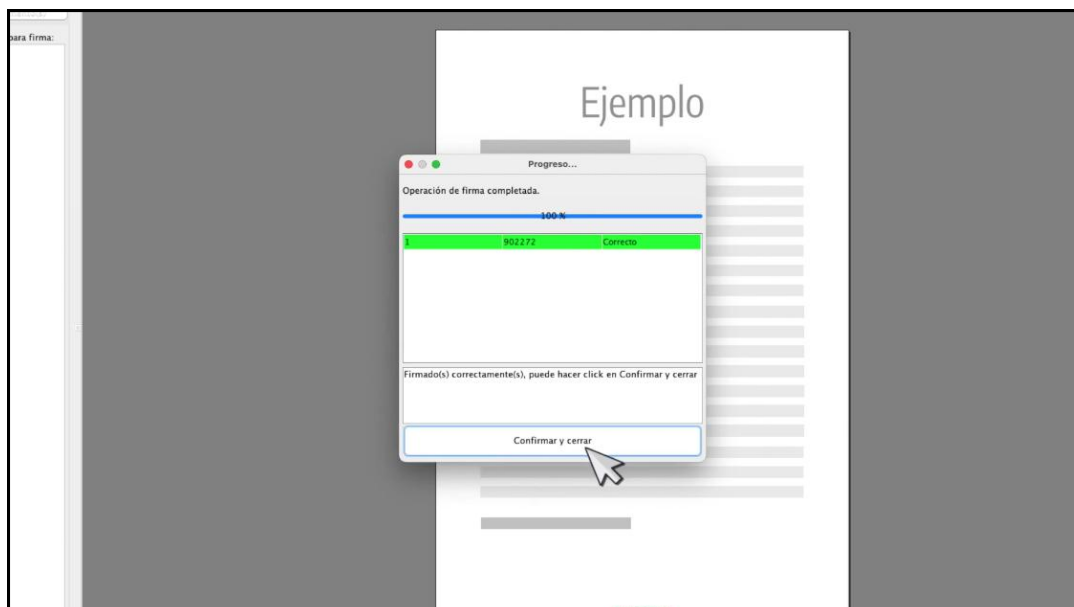 para firma:
Ejemplo
Progreso...
Operación de firma completada.
100 %
1 902272 Correcto
Firmado(s) correctamente(s), puede hacer click en Confirmar y cerrar
Confirmar y cerrar